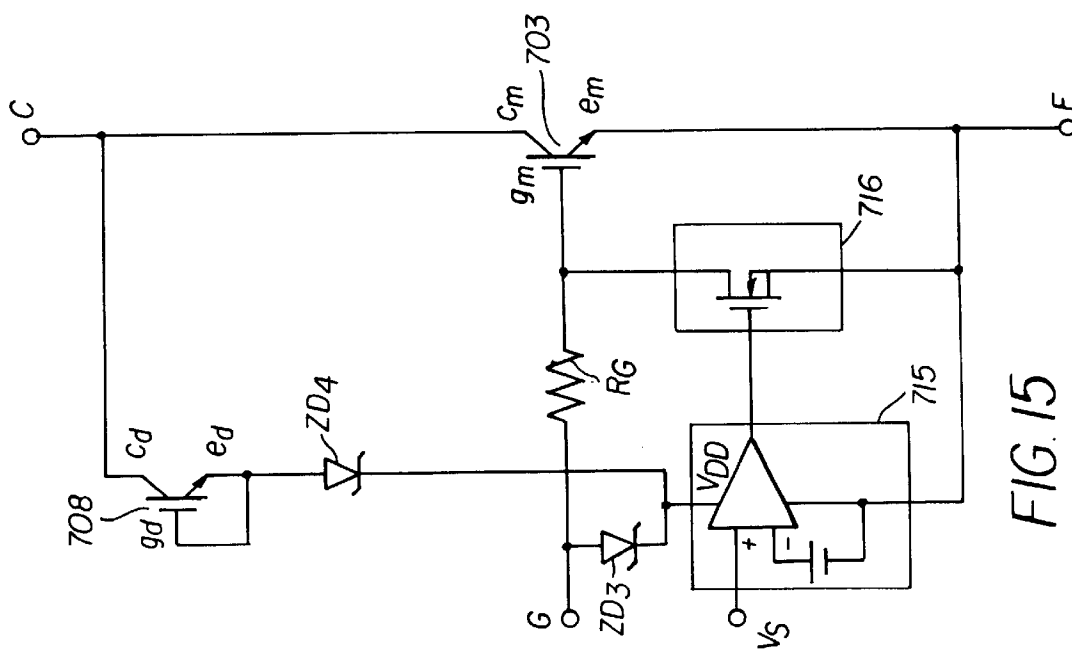 C
708
gd
cd
ed
ZD4
cm
703
gm
em
G
RG
ZD3
VDD
716
VS
+
-
715
E
FIG. 15